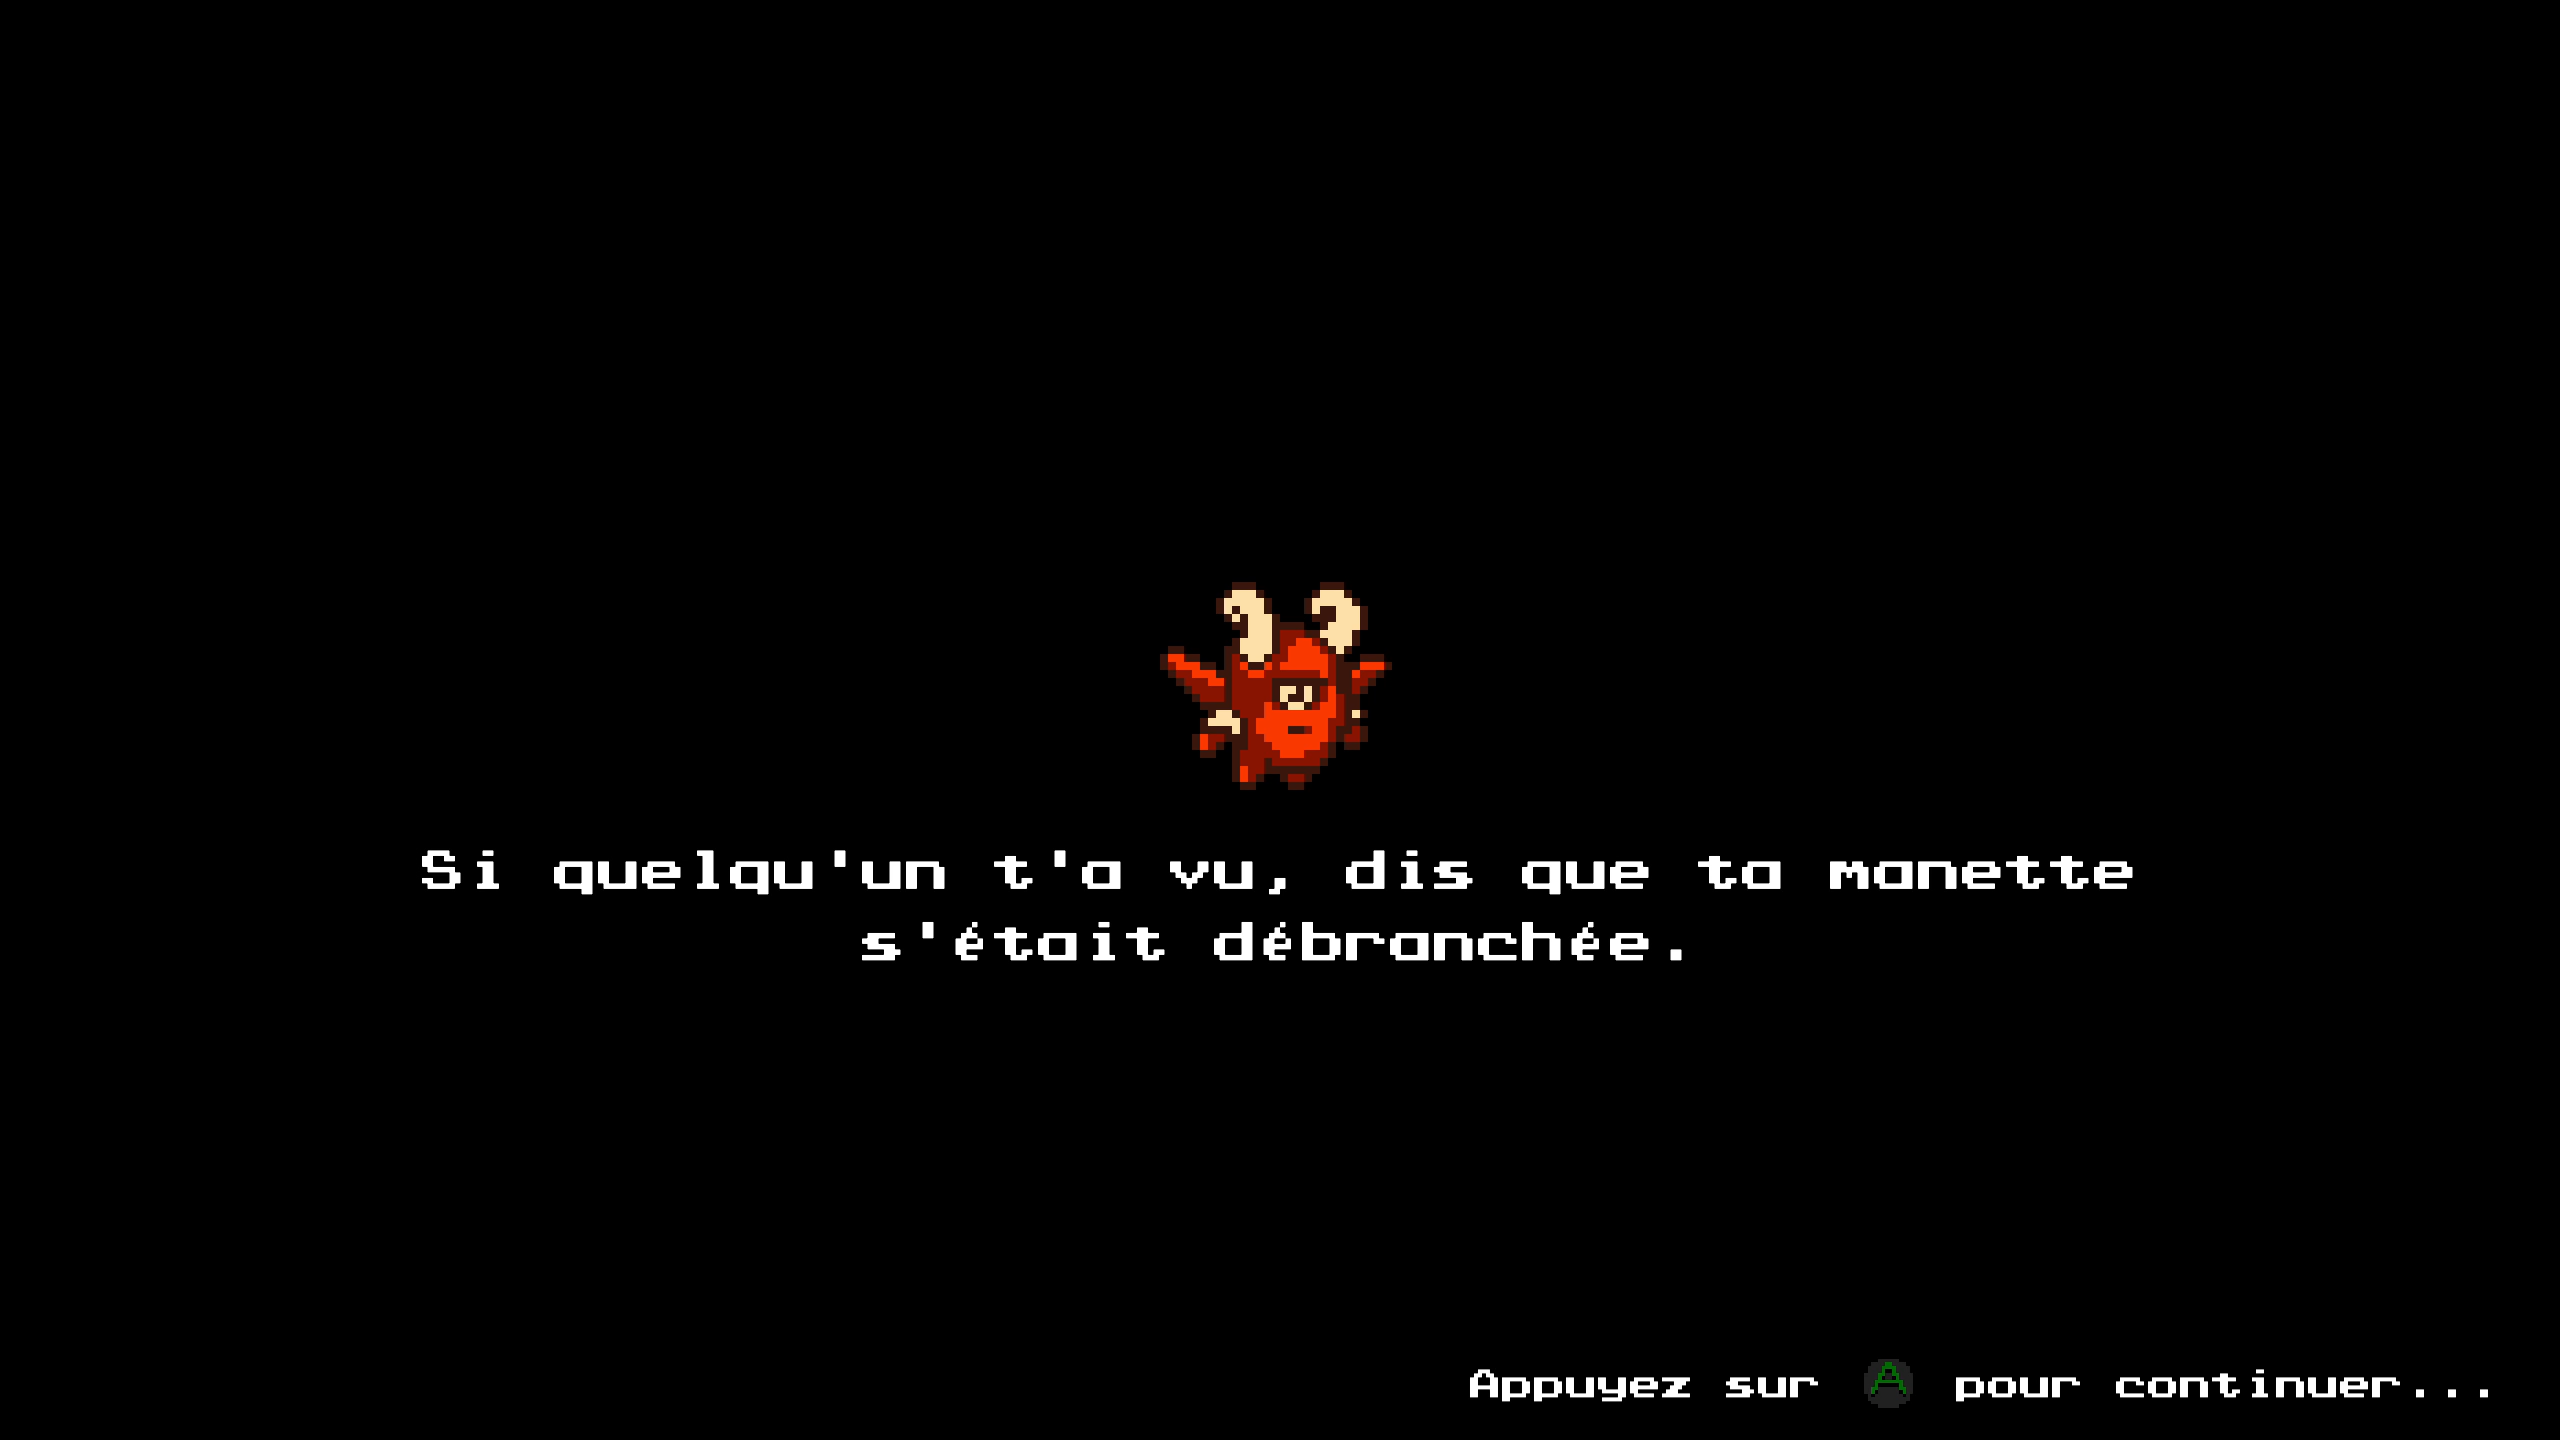 Si quelqu'un t'a vu, dis que ta manette
s'était débranchée.
Appuyez sur A pour continuer...